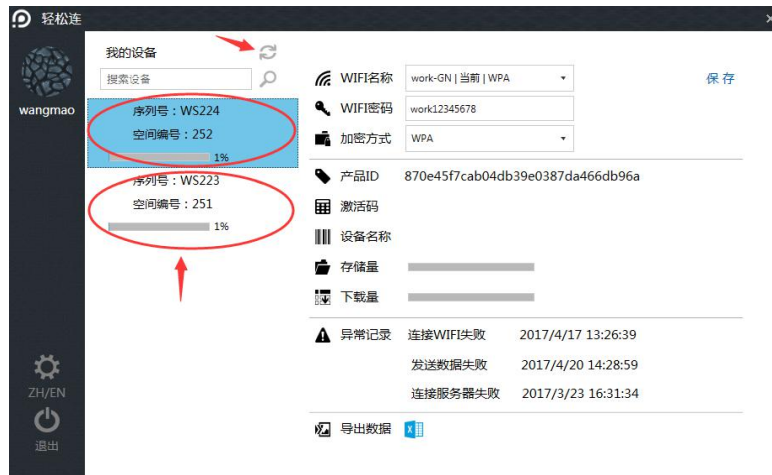 轻松连
wangmao
ZH/EN
退出
我的设备
搜索设备
序列号：WS224
空间编号：252
1%
序列号：WS223
空间编号：251
1%
WIFI名称 work-GN | 当前 | WPA 保存
WIFI密码 work12345678
加密方式 WPA
产品ID 870e45f7cab04db39e0387da466db96a
激活码
设备名称
存储量
下载量
异常记录 连接WIFI失败 2017/4/17 13:26:39
发送数据失败 2017/4/20 14:28:59
连接服务器失败 2017/3/23 16:31:34
导出数据